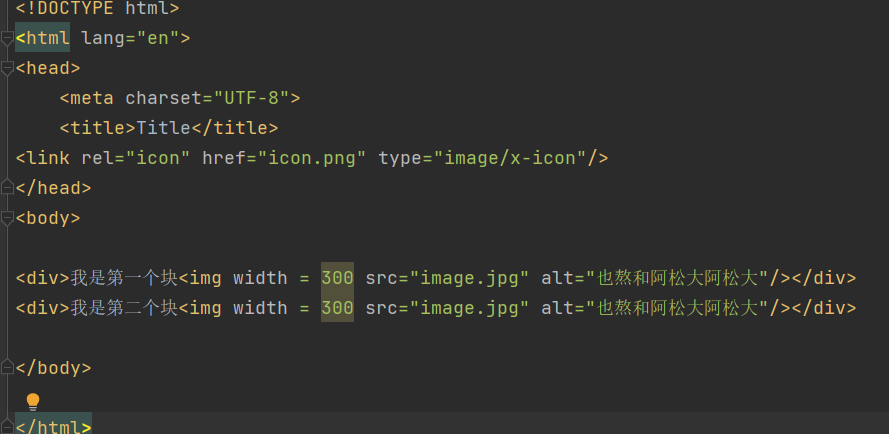 <!DOCTYPE html>
<html lang="en">
<head>
    <meta charset="UTF-8">
    <title>Title</title>
<link rel="icon" href="icon.png" type="image/x-icon"/>
</head>
<body>
<div>我是第一个块<img width = 300 src="image.jpg" alt="也熬和阿松大阿松大"/></div>
<div>我是第二个块<img width = 300 src="image.jpg" alt="也熬和阿松大阿松大"/></div>
</body>
</html>